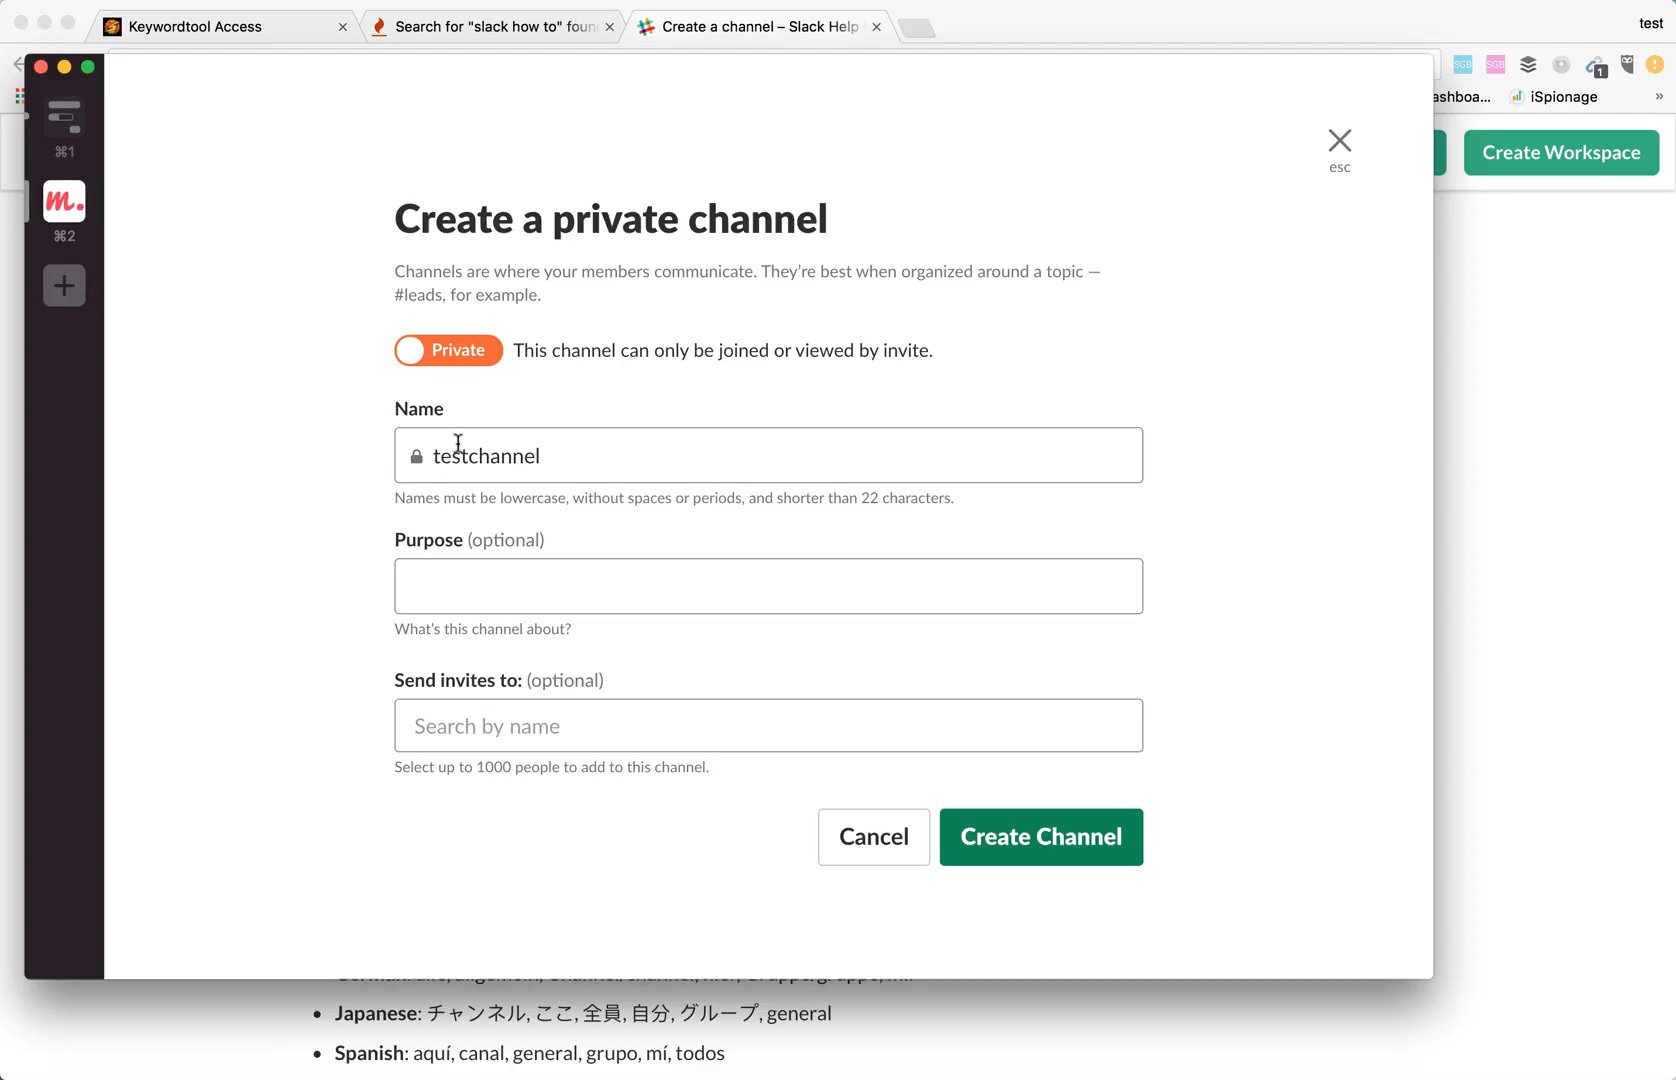 Keywordtool Access
Search for "slack how to" foun
Create a channel – Slack Help
test
SGB
SGB
1
ashboa...
iSpionage
»
Create Workspace
⌘1
m.
⌘2
esc
Create a private channel
Channels are where your members communicate. They're best when organized around a topic —
#leads, for example.
Private
This channel can only be joined or viewed by invite.
Name
testchannel
Names must be lowercase, without spaces or periods, and shorter than 22 characters.
Purpose (optional)
What's this channel about?
Send invites to: (optional)
Search by name
Select up to 1000 people to add to this channel.
Cancel
Create Channel
• Japanese: チャンネル, ここ, 全員, 自分, グループ, general
• Spanish: aquí, canal, general, grupo, mí, todos